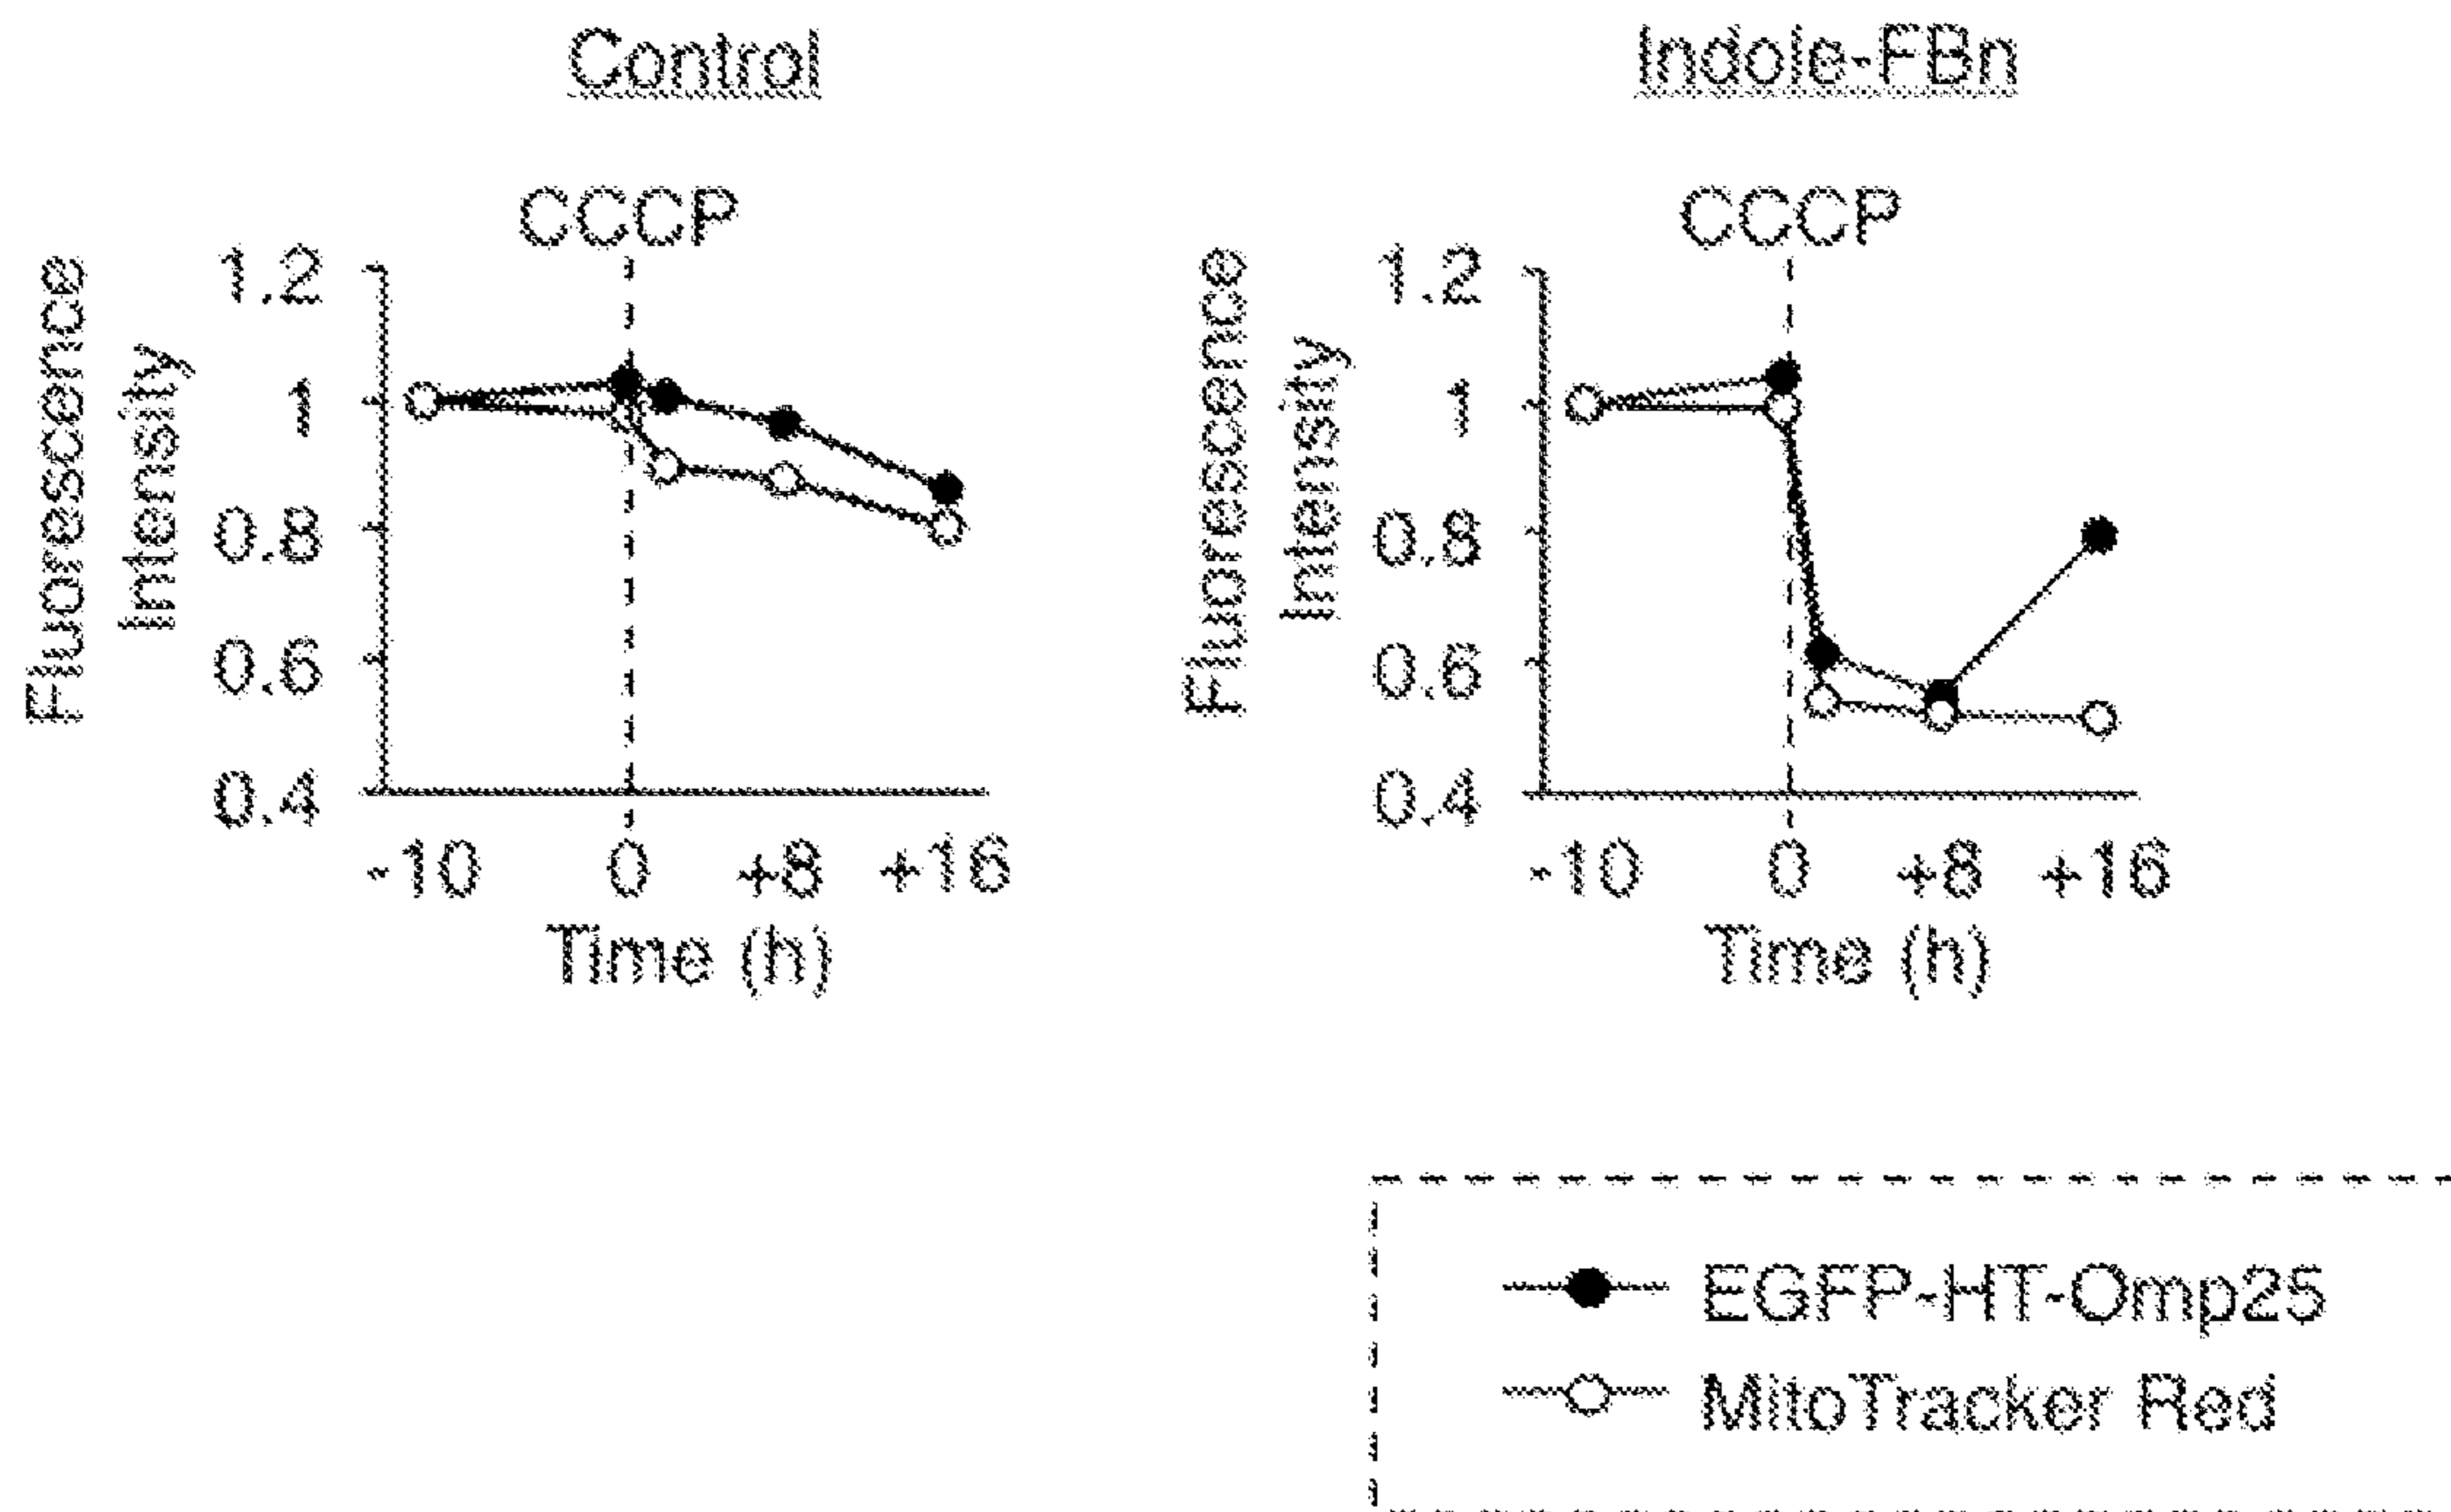 Control
CCCP
Fluorescence
Intensity
1.2
1
0.8
0.6
0.4
-10 0 +8 +16
Time (h)
Indole-FBn
CCCP
Fluorescence
Intensity
1.2
1
0.8
0.6
0.4
-10 0 +8 +16
Time (h)
EGFP-HT-Omp25
MitoTracker Red